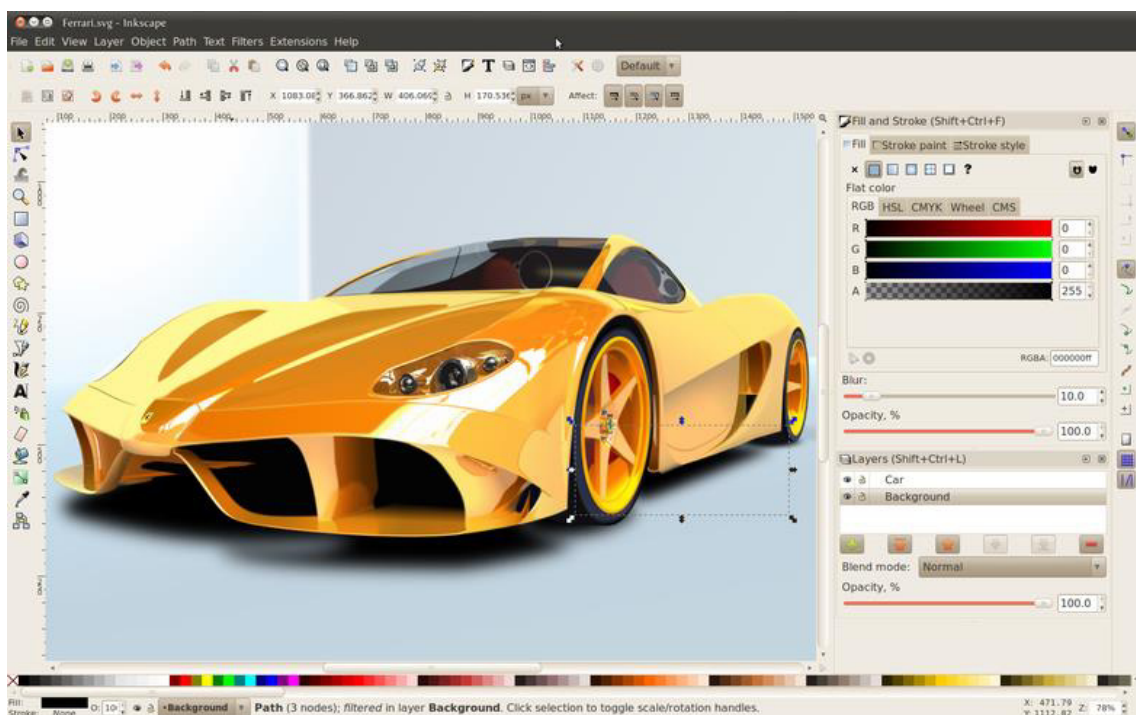 Ferrari.svg - Inkscape
File Edit View Layer Object Path Text Filters Extensions Help
Default
X 1083.08 Y 366.862 W 406.069 H 170.536 px Affect:
Fill and Stroke (Shift+Ctrl+F)
Fill Stroke paint Stroke style
?
Flat color
RGB HSL CMYK Wheel CMS
R 0
G 0
B 0
A 255
RGBA: 000000ff
Blur:
10.0
Opacity, %
100.0
Layers (Shift+Ctrl+L)
Car
Background
Blend mode: Normal
Opacity, %
100.0
Fill: O: 10 •Background Path (3 nodes); filtered in layer Background. Click selection to toggle scale/rotation handles. X: 471.79 Z: 78%
Stroke: None Y: 1112.82